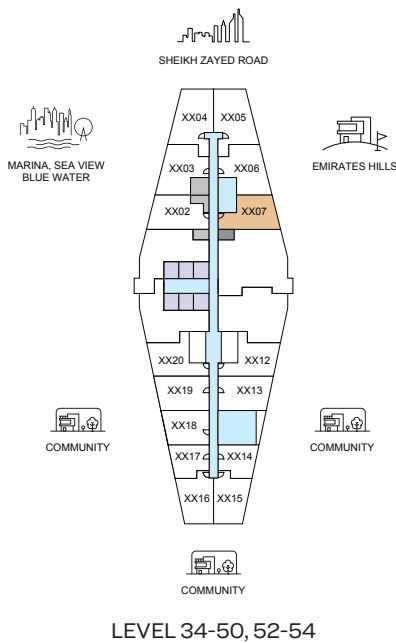 SHEIKH ZAYED ROAD
XX04 XX05
MARINA, SEA VIEW
BLUE WATER
EMIRATES HILLS
XX03 XX06
XX02 XX07
XX20 XX12
XX19 XX13
XX18
COMMUNITY
COMMUNITY
XX17 XX14
XX16 XX15
COMMUNITY
LEVEL 34-50, 52-54